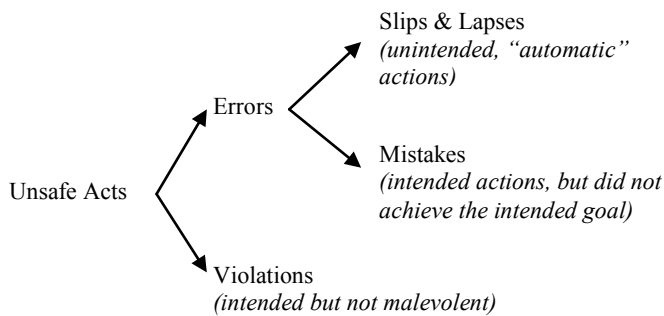 Slips & Lapses
(unintended, “automatic”
actions)
Errors
Mistakes
(intended actions, but did not
achieve the intended goal)
Unsafe Acts
Violations
(intended but not malevolent)